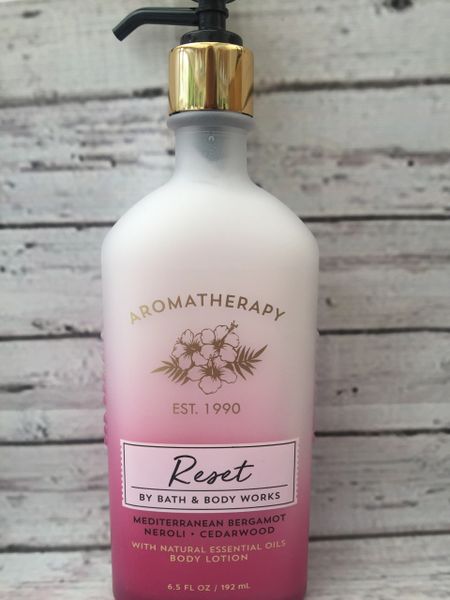 AROMATHERAPY
EST. 1990
Reset
BY BATH & BODY WORKS
MEDITERRANEAN BERGAMOT
NEROLI • CEDARWOOD
WITH NATURAL ESSENTIAL OILS
BODY LOTION
6.5 FL OZ / 192 mL